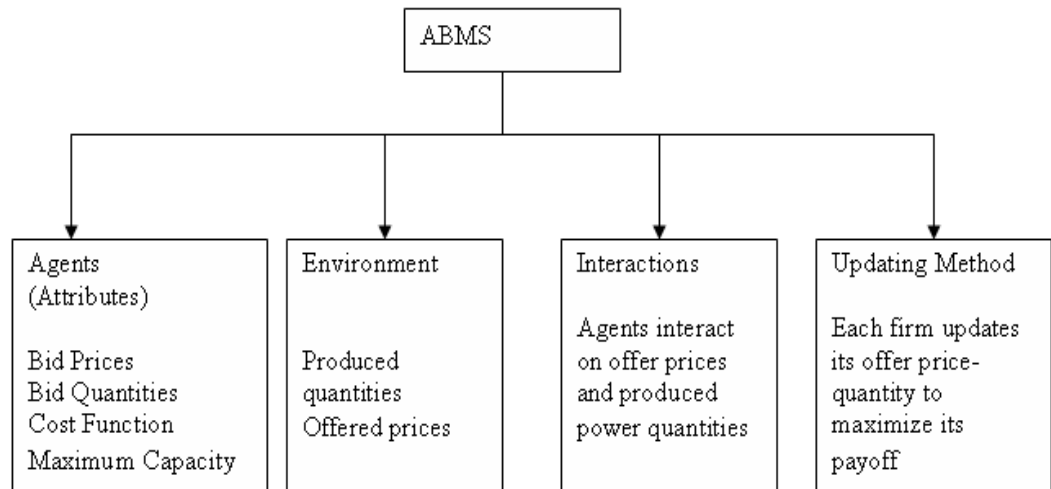 ABMS
Agents
(Attributes)
Bid Prices
Bid Quantities
Cost Function
Maximum Capacity
Environment
Produced
quantities
Offered prices
Interactions
Agents interact
on offer prices
and produced
power quantities
Updating Method
Each firm updates
its offer price-
quantity to
maximize its
payoff